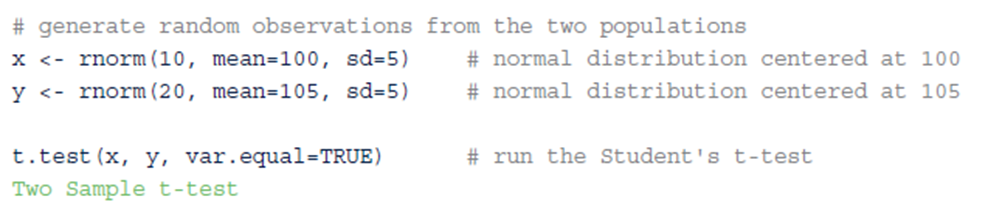 # generate random observations from the two populations
x <- rnorm(10, mean=100, sd=5) # normal distribution centered at 100
y <- rnorm(20, mean=105, sd=5) # normal distribution centered at 105
t.test(x, y, var.equal=TRUE) # run the Student's t-test
Two Sample t-test